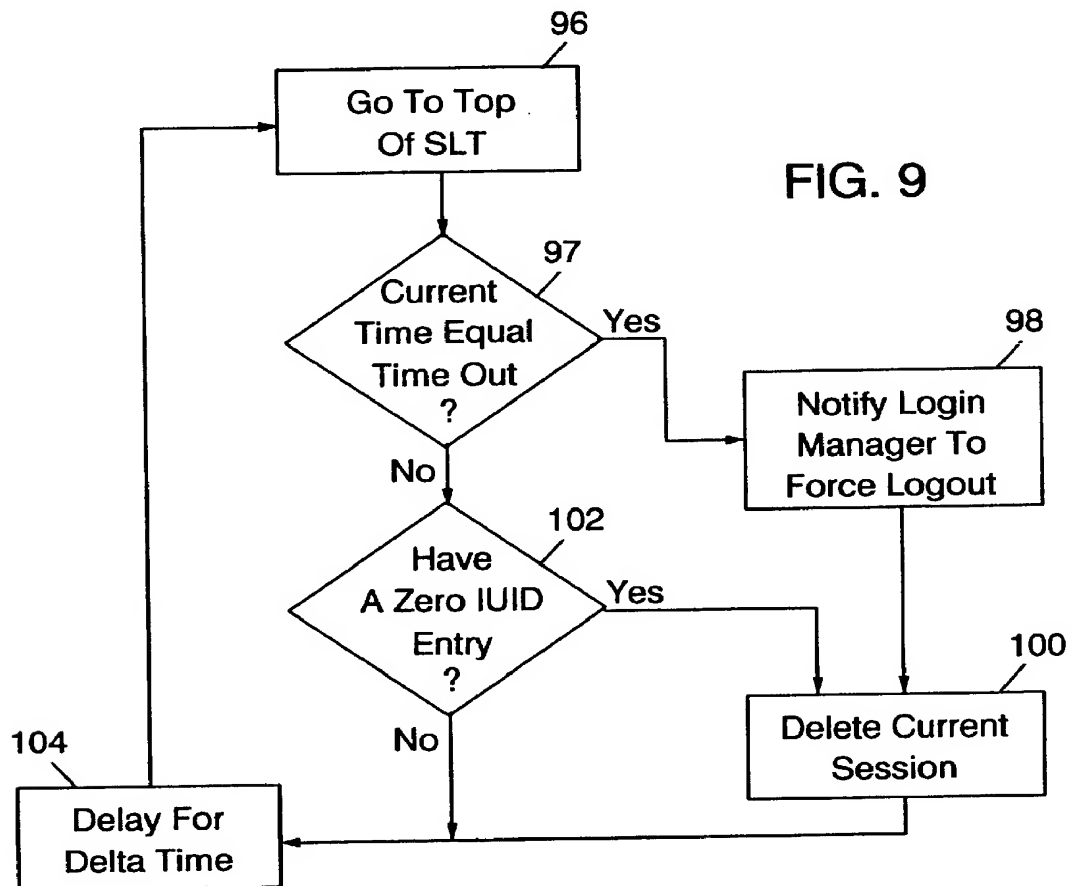 96
Go To Top
Of SLT
FIG. 9
97
Current
Time Equal
Time Out
?
Yes
98
Notify Login
Manager To
Force Logout
No
102
Have
A Zero IUID
Entry
?
Yes
100
Delete Current
Session
No
104
Delay For
Delta Time